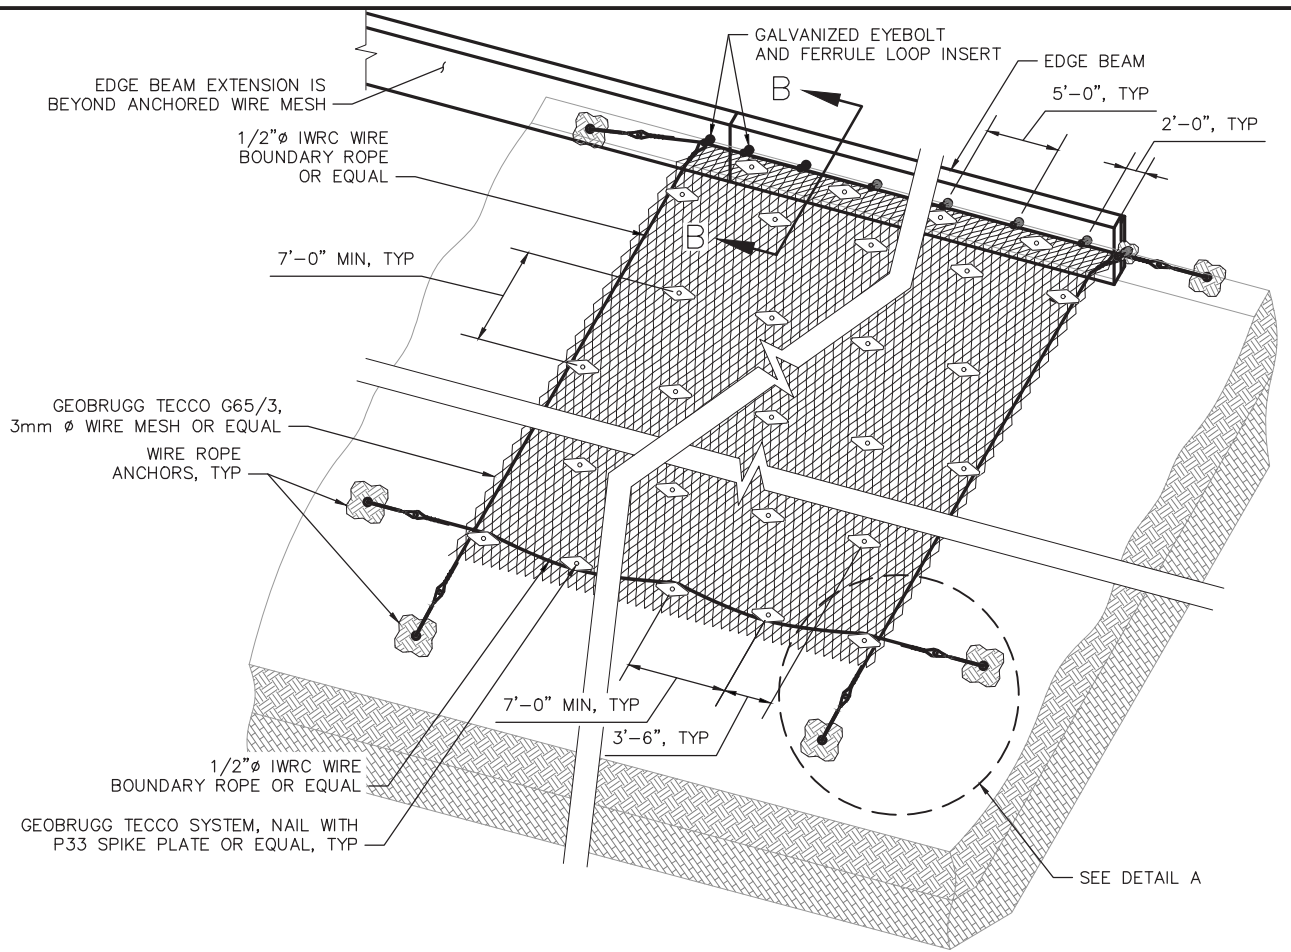 GALVANIZED EYEBOLT
AND FERRULE LOOP INSERT
EDGE BEAM
EDGE BEAM EXTENSION IS
BEYOND ANCHORED WIRE MESH
B
5'-0", TYP
2'-0", TYP
1/2"ø IWRC WIRE
BOUNDARY ROPE
OR EQUAL
B
7'-0" MIN, TYP
GEOBRUGG TECCO G65/3,
3mm ø WIRE MESH OR EQUAL
WIRE ROPE
ANCHORS, TYP
7'-0" MIN, TYP
3'-6", TYP
1/2"ø IWRC WIRE
BOUNDARY ROPE OR EQUAL
GEOBRUGG TECCO SYSTEM, NAIL WITH
P33 SPIKE PLATE OR EQUAL, TYP
SEE DETAIL A